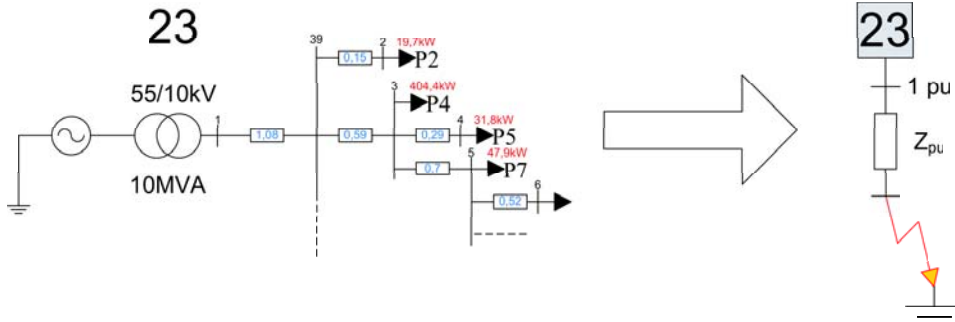 23
55/10kV
10MVA
1
1,08
39
0,15
2
19,7kW
P2
3
404,4kW
P4
0,59
0,29
4
31,8kW
P5
0,7
5
47,9kW
P7
0,52
6
23
1 pu
Zpu